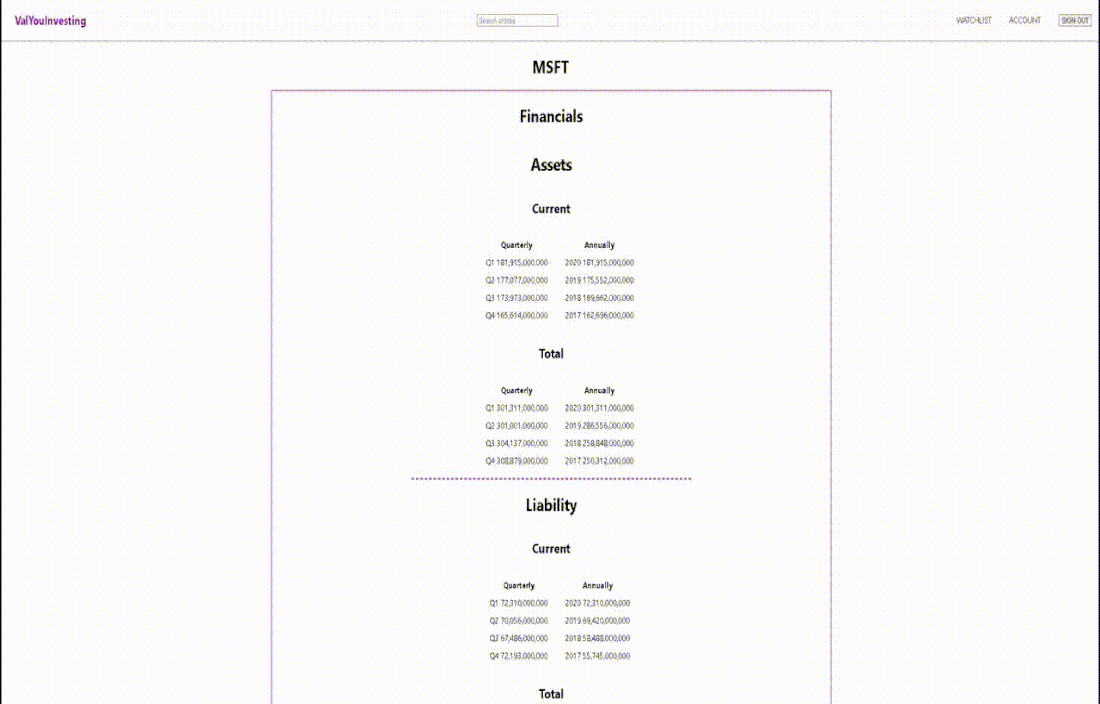 ValYouInvesting
Search stocks
WATCHLIST ACCOUNT SIGN OUT
MSFT
Financials
Assets
Current
Quarterly Annually
Q1 181,915,000,000 2020 181,915,000,000
Q2 177,077,000,000 2019 175,552,000,000
Q3 173,973,000,000 2018 169,662,000,000
Q4 165,614,000,000 2017 162,696,000,000
Total
Quarterly Annually
Q1 301,311,000,000 2020 301,311,000,000
Q2 301,001,000,000 2019 286,556,000,000
Q3 304,137,000,000 2018 258,848,000,000
Q4 308,879,000,000 2017 250,312,000,000
Liability
Current
Quarterly Annually
Q1 72,310,000,000 2020 72,310,000,000
Q2 70,056,000,000 2019 69,420,000,000
Q3 67,486,000,000 2018 58,488,000,000
Q4 72,193,000,000 2017 55,745,000,000
Total